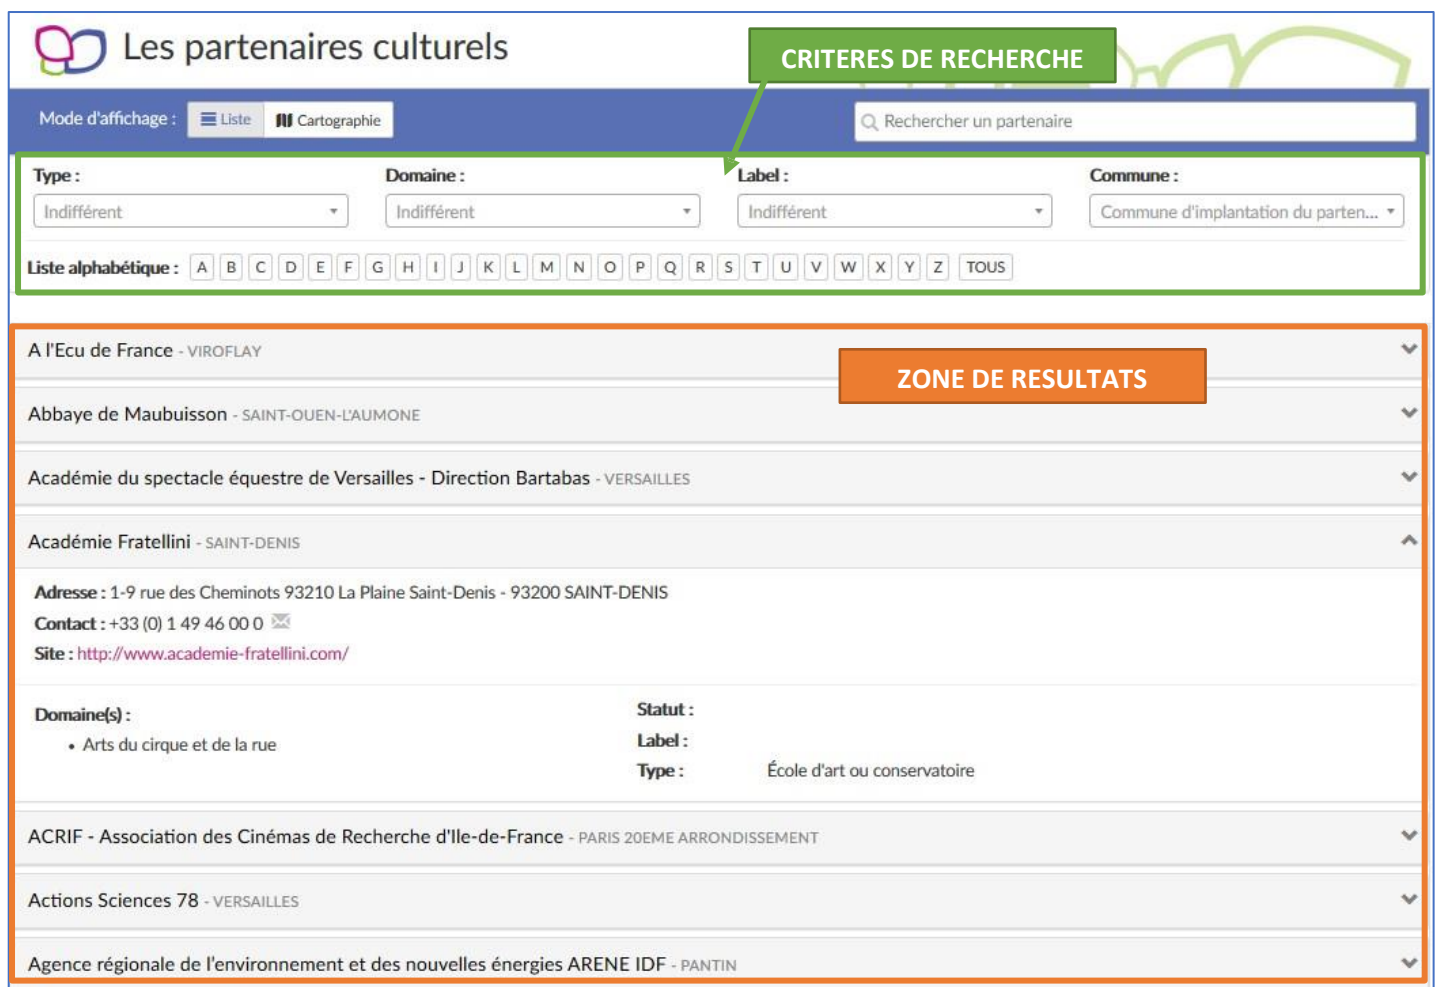 Les partenaires culturels
CRITERES DE RECHERCHE
Mode d'affichage : Liste Cartographie Rechercher un partenaire
Type : Domaine : Label : Commune :
Indifférent Indifférent Indifférent Commune d'implantation du parten...
Liste alphabétique : A B C D E F G H I J K L M N O P Q R S T U V W X Y Z TOUS
A l'Ecu de France - VIROFLAY
ZONE DE RESULTATS
Abbaye de Maubuisson - SAINT-OUEN-L'AUMONE
Académie du spectacle équestre de Versailles - Direction Bartabas - VERSAILLES
Académie Fratellini - SAINT-DENIS
Adresse : 1-9 rue des Cheminots 93210 La Plaine Saint-Denis - 93200 SAINT-DENIS
Contact : +33 (0) 1 49 46 00 0
Site : http://www.academie-fratellini.com/
Domaine(s) :
• Arts du cirque et de la rue
Statut :
Label :
Type : École d'art ou conservatoire
ACRIF - Association des Cinémas de Recherche d'Ile-de-France - PARIS 20EME ARRONDISSEMENT
Actions Sciences 78 - VERSAILLES
Agence régionale de l'environnement et des nouvelles énergies ARENE IDF - PANTIN